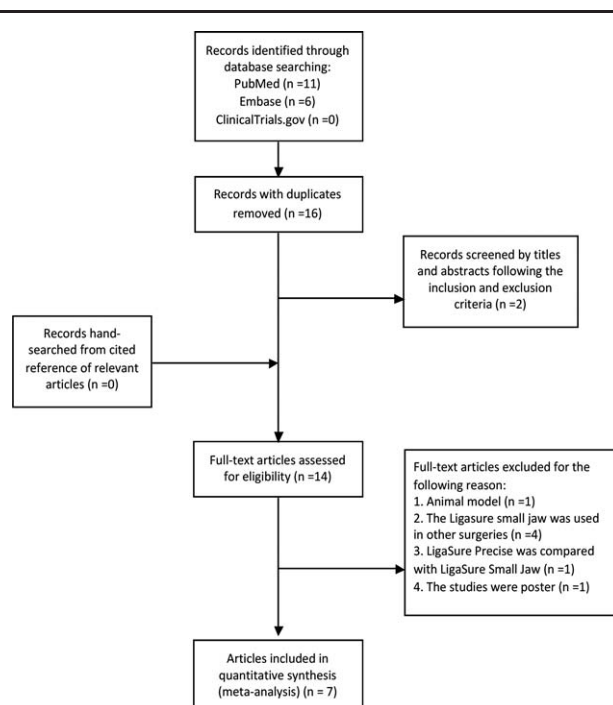 Records identified through
database searching:
PubMed (n =11)
Embase (n =6)
ClinicalTrials.gov (n =0)
Records with duplicates
removed (n =16)
Records screened by titles
and abstracts following the
inclusion and exclusion
criteria (n =2)
Records hand-
searched from cited
reference of relevant
articles (n =0)
Full-text articles assessed
for eligibility (n =14)
Full-text articles excluded for the
following reason:
1. Animal model (n =1)
2. The Ligasure small jaw was used
in other surgeries (n =4)
3. LigaSure Precise was compared
with LigaSure Small Jaw (n =1)
4. The studies were poster (n =1)
Articles included in
quantitative synthesis
(meta-analysis) (n = 7)